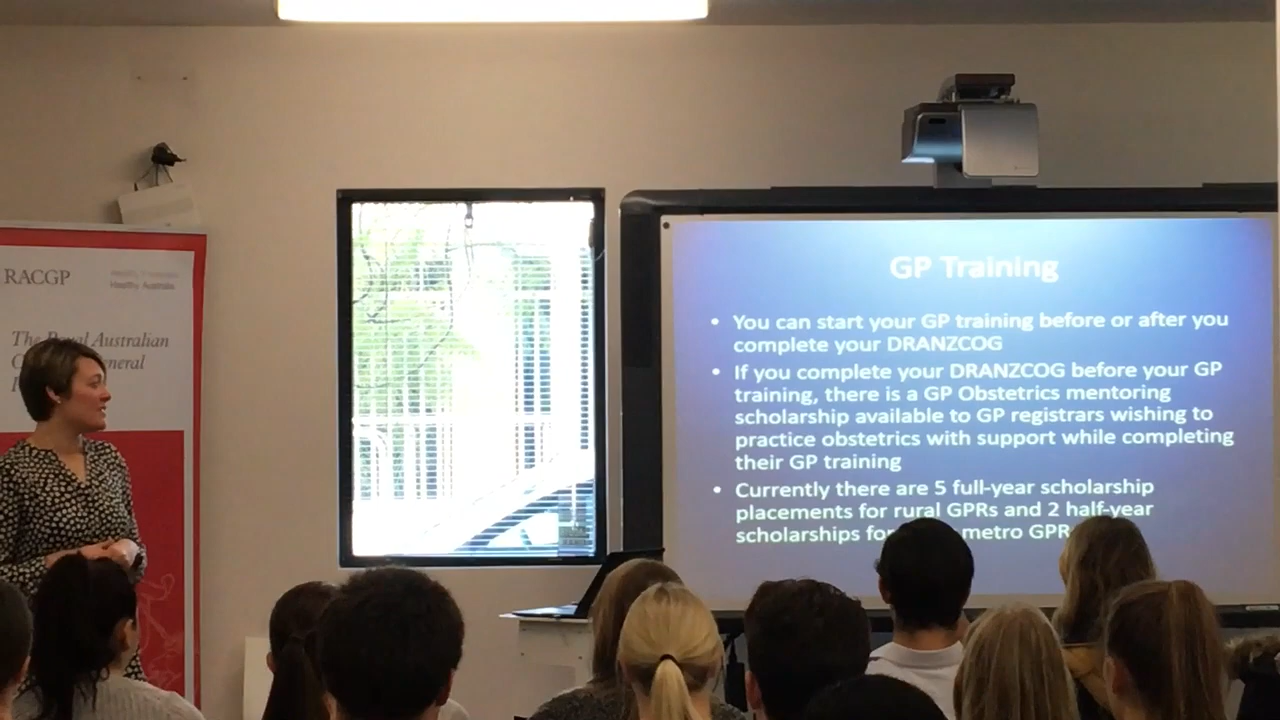 RACGP
Healthy Profession.
Healthy Australia.
The Royal Australian
General
GP Training
• You can start your GP training before or after you
complete your DRANZCOG
• If you complete your DRANZCOG before your GP
training, there is a GP Obstetrics mentoring
scholarship available to GP registrars wishing to
practice obstetrics with support while completing
their GP training
• Currently there are 5 full-year scholarship
placements for rural GPRs and 2 half-year
scholarships for metro GPR